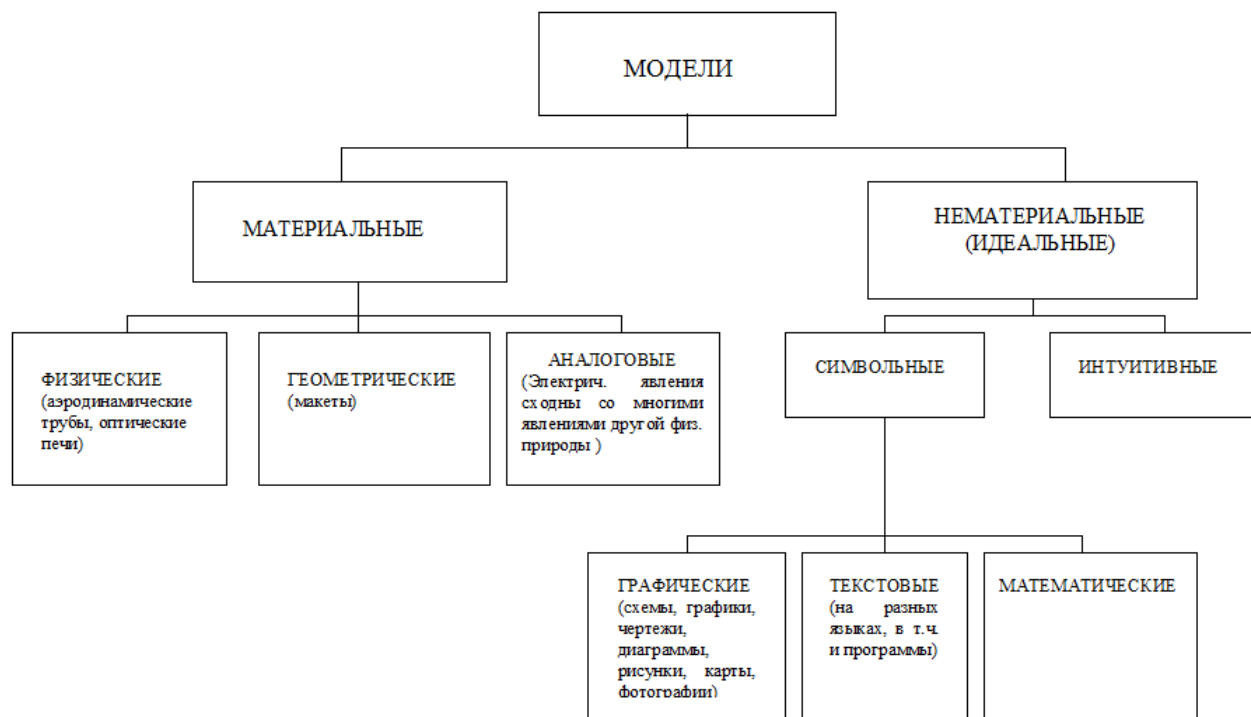 МОДЕЛИ
МАТЕРИАЛЬНЫЕ
НЕМАТЕРИАЛЬНЫЕ
(ИДЕАЛЬНЫЕ)
ФИЗИЧЕСКИЕ
(аэродинамические
трубы, оптические
печи)
ГЕОМЕТРИЧЕСКИЕ
(макеты)
АНАЛОГОВЫЕ
(Электрич. явления
сходны со многими
явлениями другой физ.
природы )
СИМВОЛЬНЫЕ
ИНТУИТИВНЫЕ
ГРАФИЧЕСКИЕ
(схемы, графики,
чертежи,
диаграммы,
рисунки, карты,
фотографии)
ТЕКСТОВЫЕ
(на разных
языках, в т.ч.
и программы)
МАТЕМАТИЧЕСКИЕ